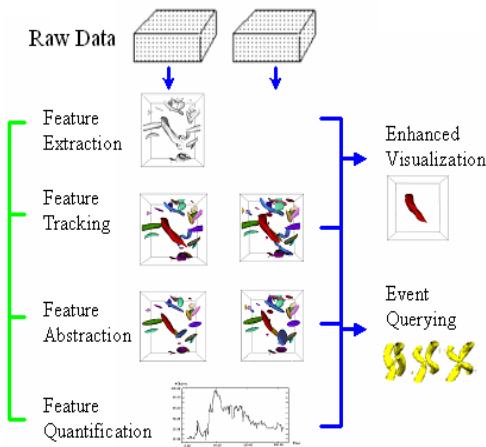 Raw Data
Feature
Extraction
Enhanced
Visualization
Feature
Tracking
Feature
Abstraction
Event
Querying
Feature
Quantification